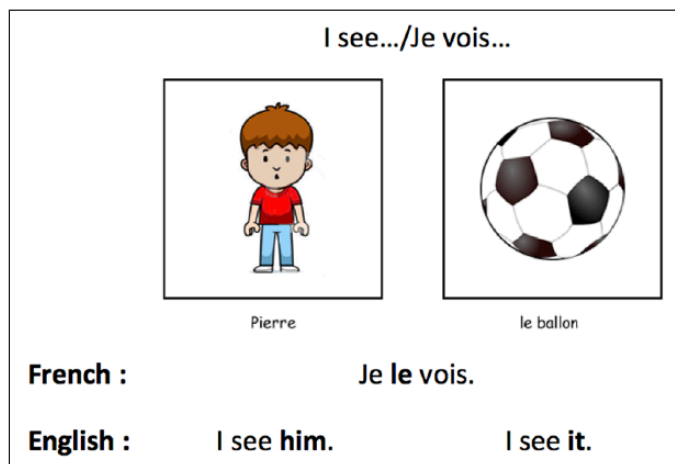 I see.../Je vois...
Pierre
le ballon
French : Je le vois.
English : I see him. I see it.